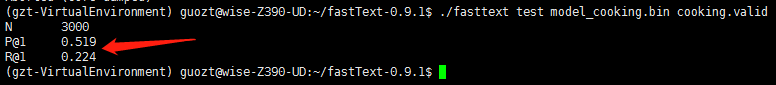 (gzt-VirtualEnvironment) guozt@wise-Z390-UD:~/fastText-0.9.1$ ./fasttext test model_cooking.bin cooking.valid
N 3000
P@1 0.519
R@1 0.224
(gzt-VirtualEnvironment) guozt@wise-Z390-UD:~/fastText-0.9.1$